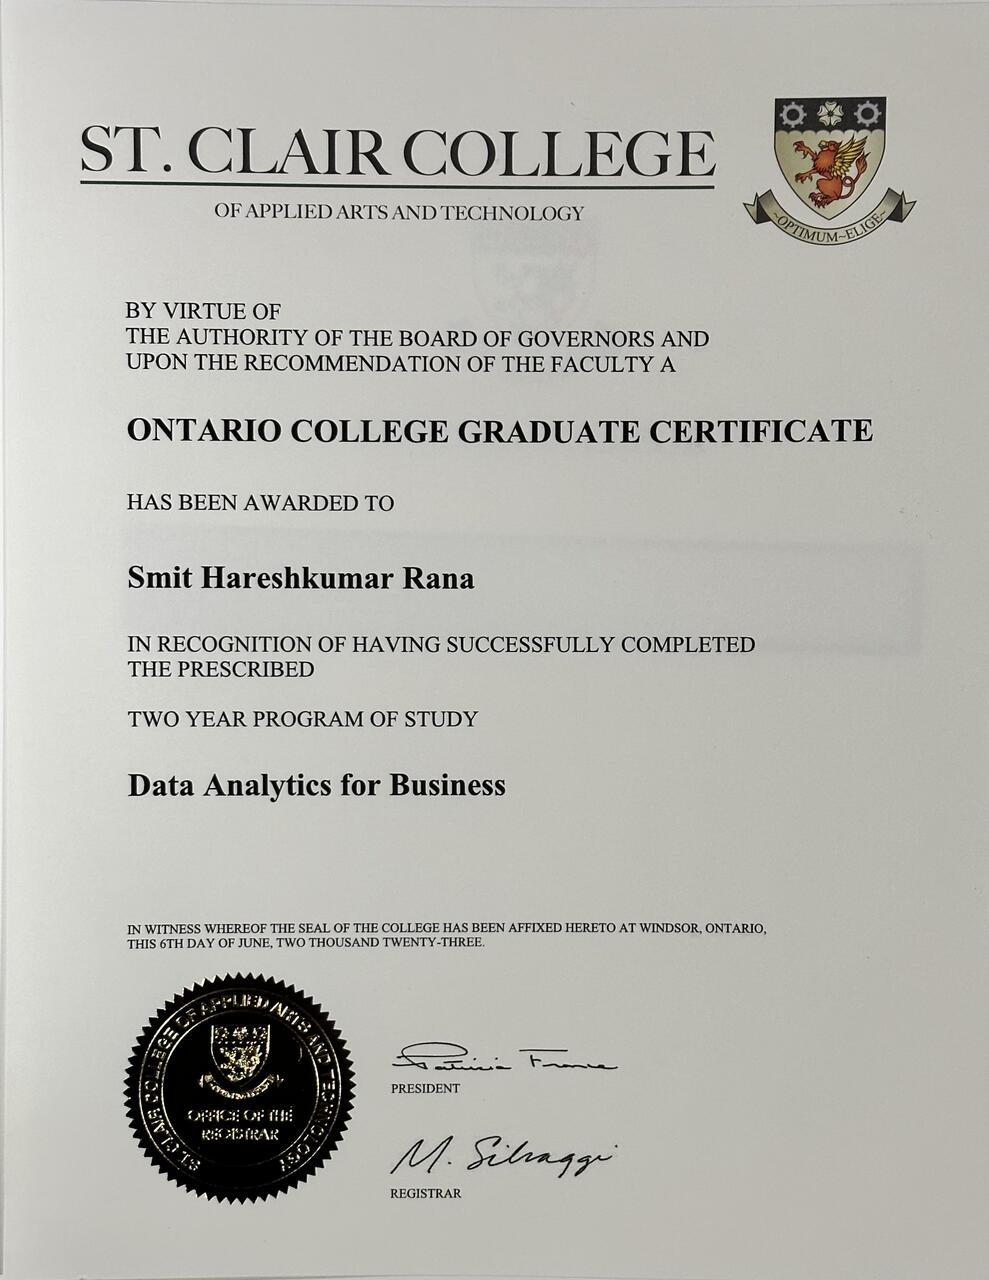 ST. CLAIR COLLEGE
OF APPLIED ARTS AND TECHNOLOGY
~OPTIMUM~ELIGE~
BY VIRTUE OF
THE AUTHORITY OF THE BOARD OF GOVERNORS AND
UPON THE RECOMMENDATION OF THE FACULTY A
ONTARIO COLLEGE GRADUATE CERTIFICATE
HAS BEEN AWARDED TO
Smit Hareshkumar Rana
IN RECOGNITION OF HAVING SUCCESSFULLY COMPLETED
THE PRESCRIBED
TWO YEAR PROGRAM OF STUDY
Data Analytics for Business
IN WITNESS WHEREOF THE SEAL OF THE COLLEGE HAS BEEN AFFIXED HERETO AT WINDSOR, ONTARIO,
THIS 6TH DAY OF JUNE, TWO THOUSAND TWENTY-THREE.
ST. CLAIR COLLEGE OF APPLIED ARTS AND TECHNOLOGY
OFFICE OF THE
REGISTRAR
Patricia France
PRESIDENT
M. Silvaggi
REGISTRAR